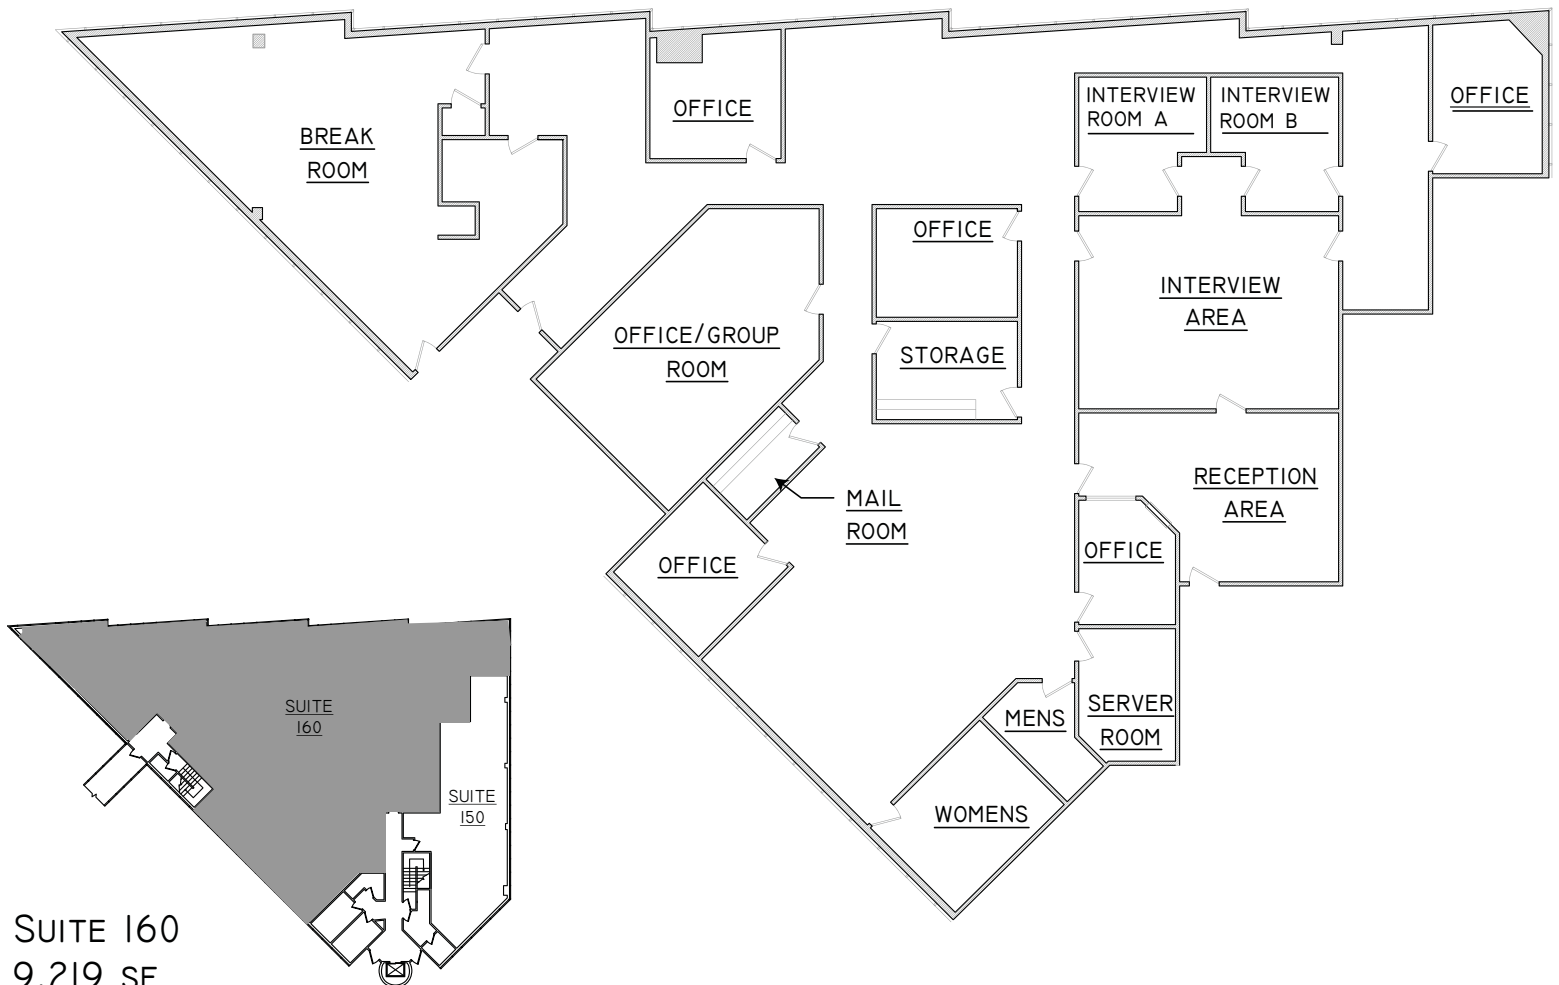 BREAK
ROOM
OFFICE
INTERVIEW
ROOM A
INTERVIEW
ROOM B
OFFICE
OFFICE
INTERVIEW
AREA
OFFICE/GROUP
ROOM
STORAGE
RECEPTION
AREA
MAIL
ROOM
OFFICE
OFFICE
MENS
SERVER
ROOM
WOMENS
SUITE
160
SUITE
150
SUITE 160
9,219 SF